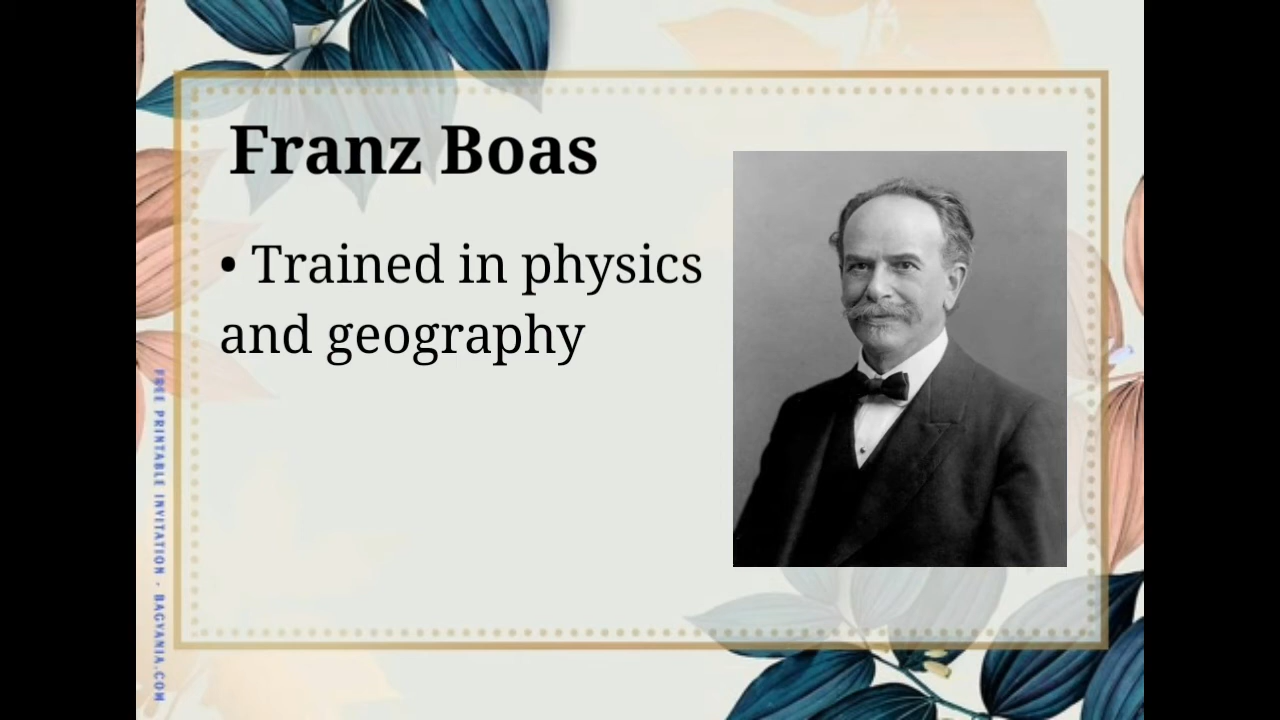 Franz Boas
• Trained in physics
and geography
FREE PRINTABLE INVITATION - BAGVANIA.COM